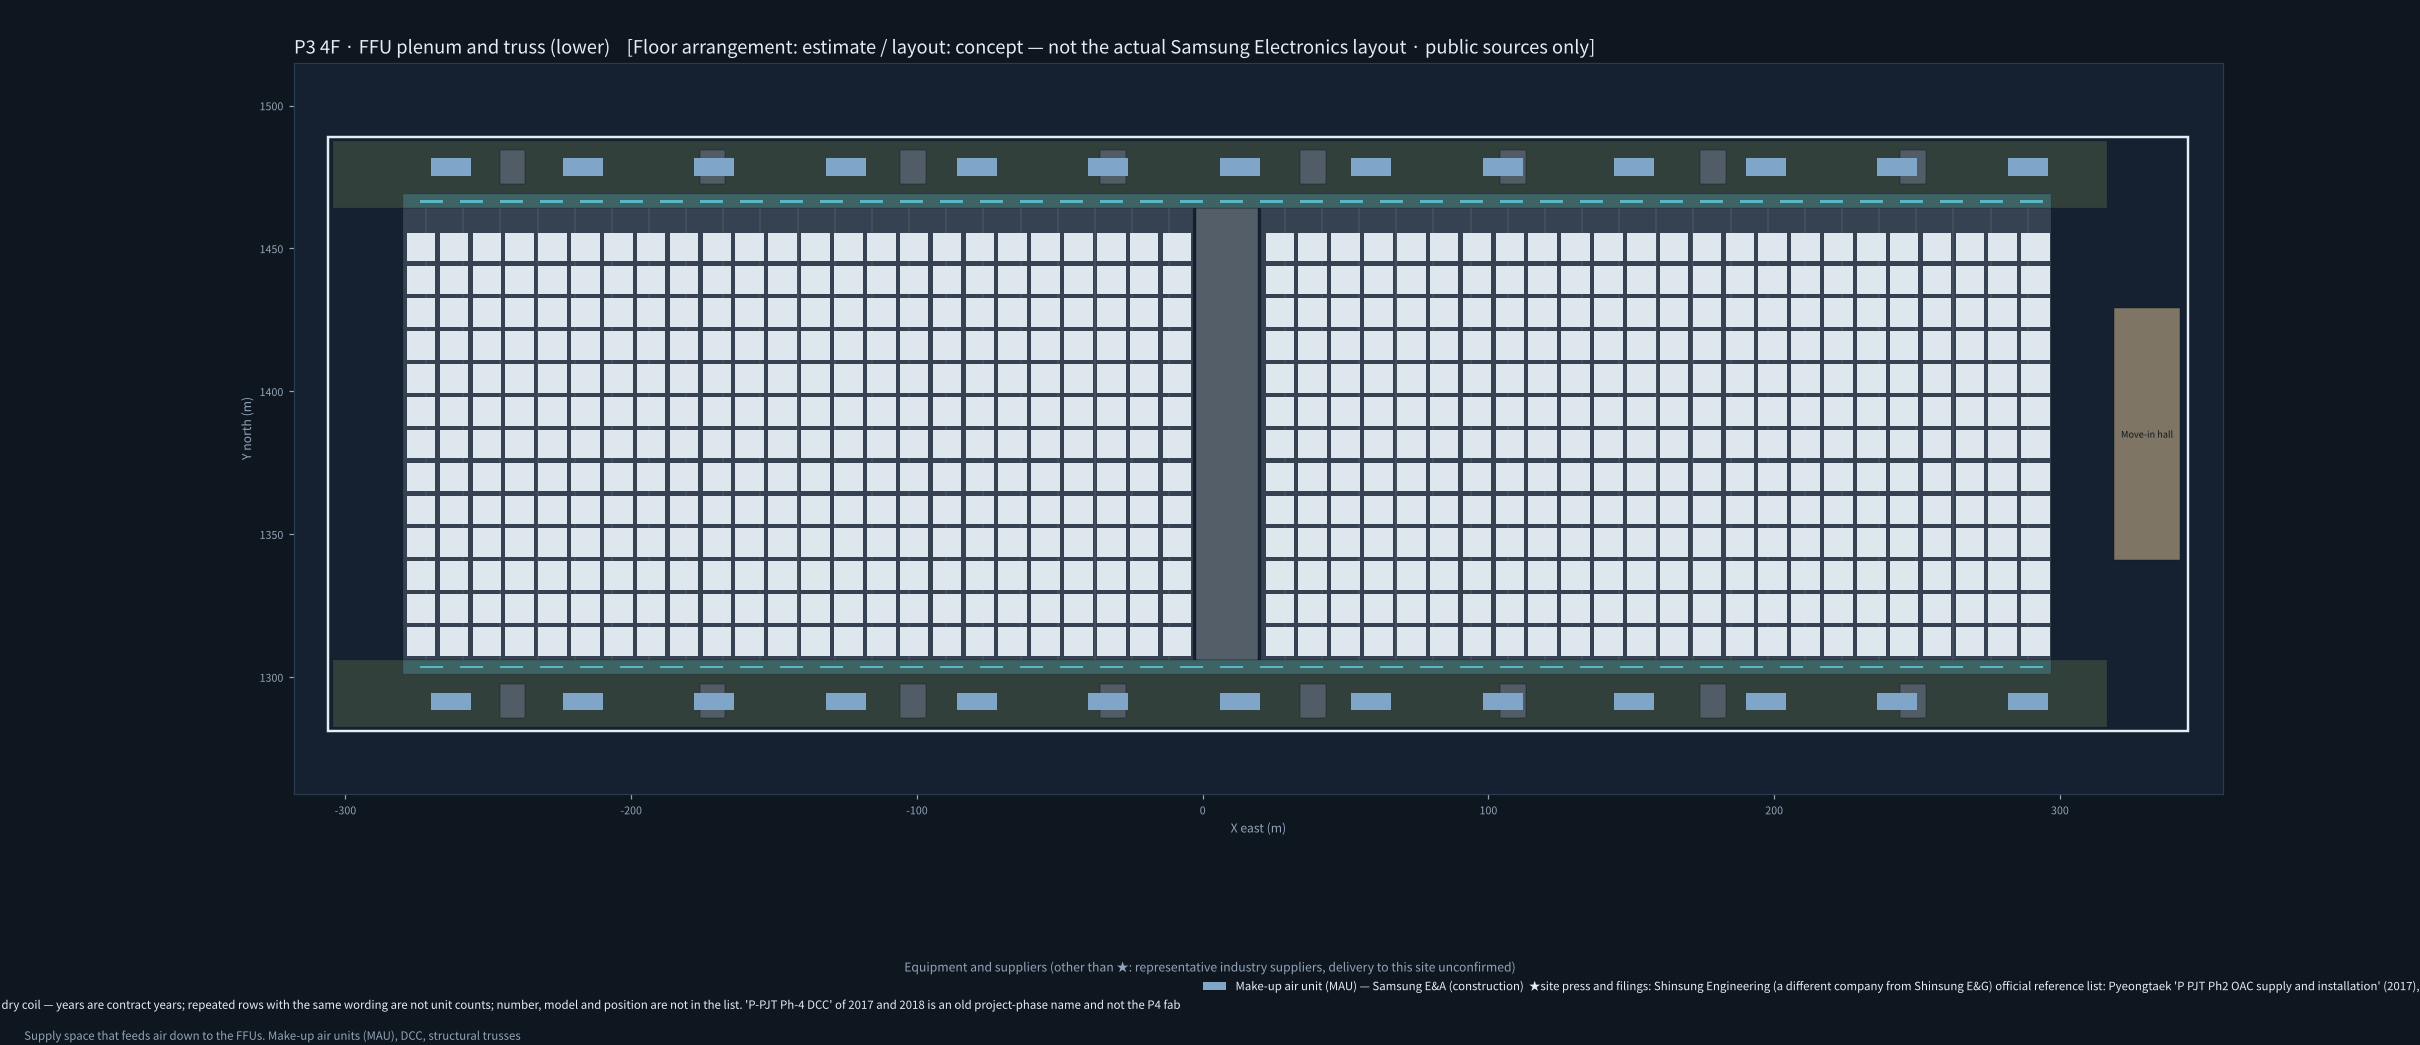 P3 4F · FFU plenum and truss (lower) [Floor arrangement: estimate / layout: concept — not the actual Samsung Electronics layout · public sources only]
1500
1450
1400
1350
1300
Y north (m)
Move-in hall
-300 -200 -100 0 100 200 300
X east (m)
Equipment and suppliers (other than ★: representative industry suppliers, delivery to this site unconfirmed)
Make-up air unit (MAU) — Samsung E&A (construction) ★site press and filings: Shinsung Engineering (a different company from Shinsung E&G) official reference list: Pyeongtaek 'P PJT Ph2 OAC supply and installation' (2017),
dry coil — years are contract years; repeated rows with the same wording are not unit counts; number, model and position are not in the list. 'P-PJT Ph-4 DCC' of 2017 and 2018 is an old project-phase name and not the P4 fab
Supply space that feeds air down to the FFUs. Make-up air units (MAU), DCC, structural trusses